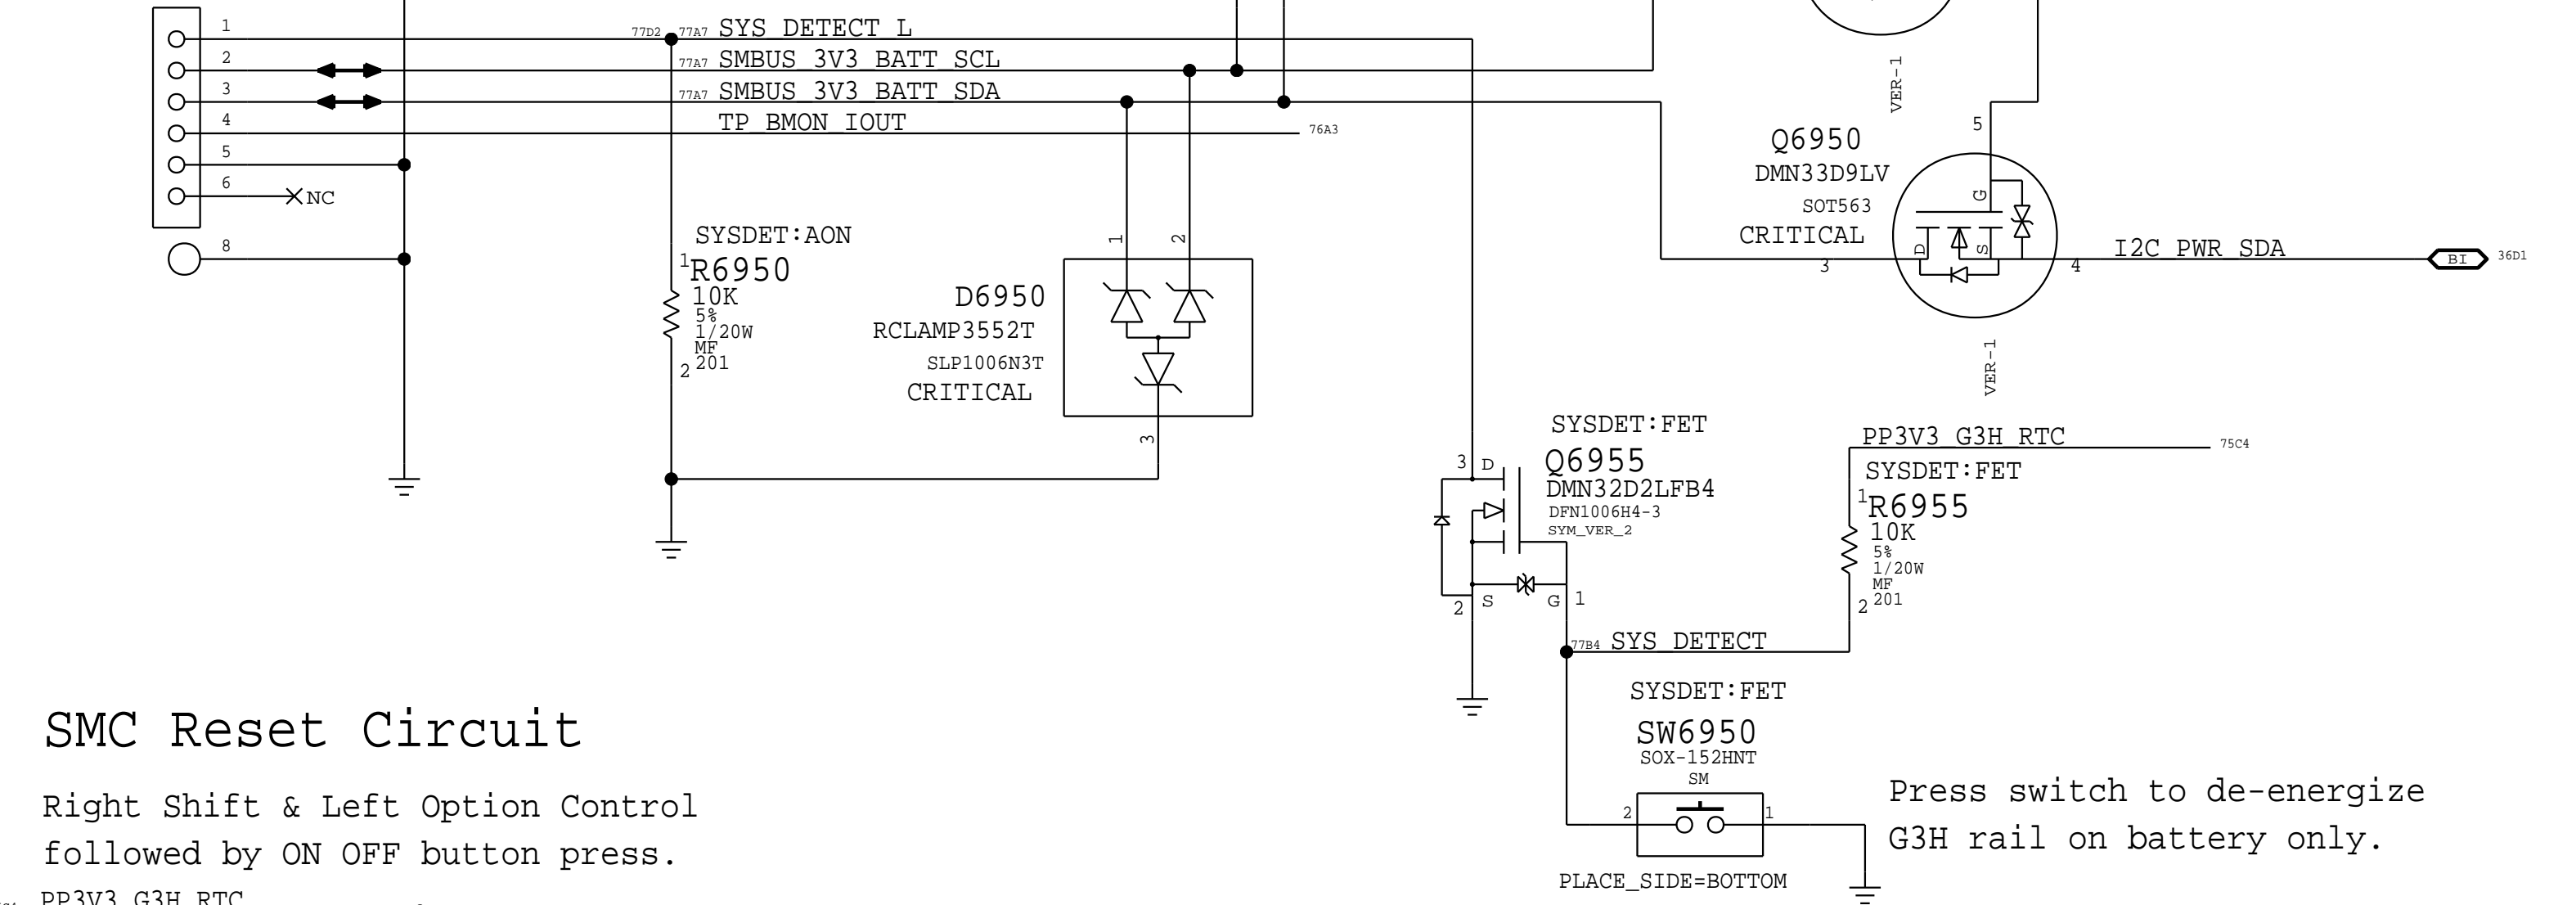 1
77D2 77A7 SYS_DETECT_L
2
77A7 SMBUS_3V3_BATT_SCL
3
77A7 SMBUS_3V3_BATT_SDA
4
TP_BMON_IOUT 76A3
5
6
NC
8
SYSDET:AON
1
R6950
10K
5%
1/20W
MF
201
2
1
2
D6950
RCLAMP3552T
SLP1006N3T
CRITICAL
3
VER-1
Q6950
DMN33D9LV
SOT563
CRITICAL
5
G
D
S
3
4
I2C_PWR_SDA
BI
36D1
VER-1
SYSDET:FET
3 D
Q6955
DMN32D2LFB4
DFN1006H4-3
SYM_VER_2
2 S
G 1
PP3V3_G3H_RTC 75C4
SYSDET:FET
1
R6955
10K
5%
1/20W
MF
201
2
77B4 SYS_DETECT
SYSDET:FET
SW6950
SOX-152HNT
SM
2
1
PLACE_SIDE=BOTTOM
Press switch to de-energize
G3H rail on battery only.
SMC Reset Circuit
Right Shift & Left Option Control
followed by ON OFF button press.
PP3V3_G3H_RTC